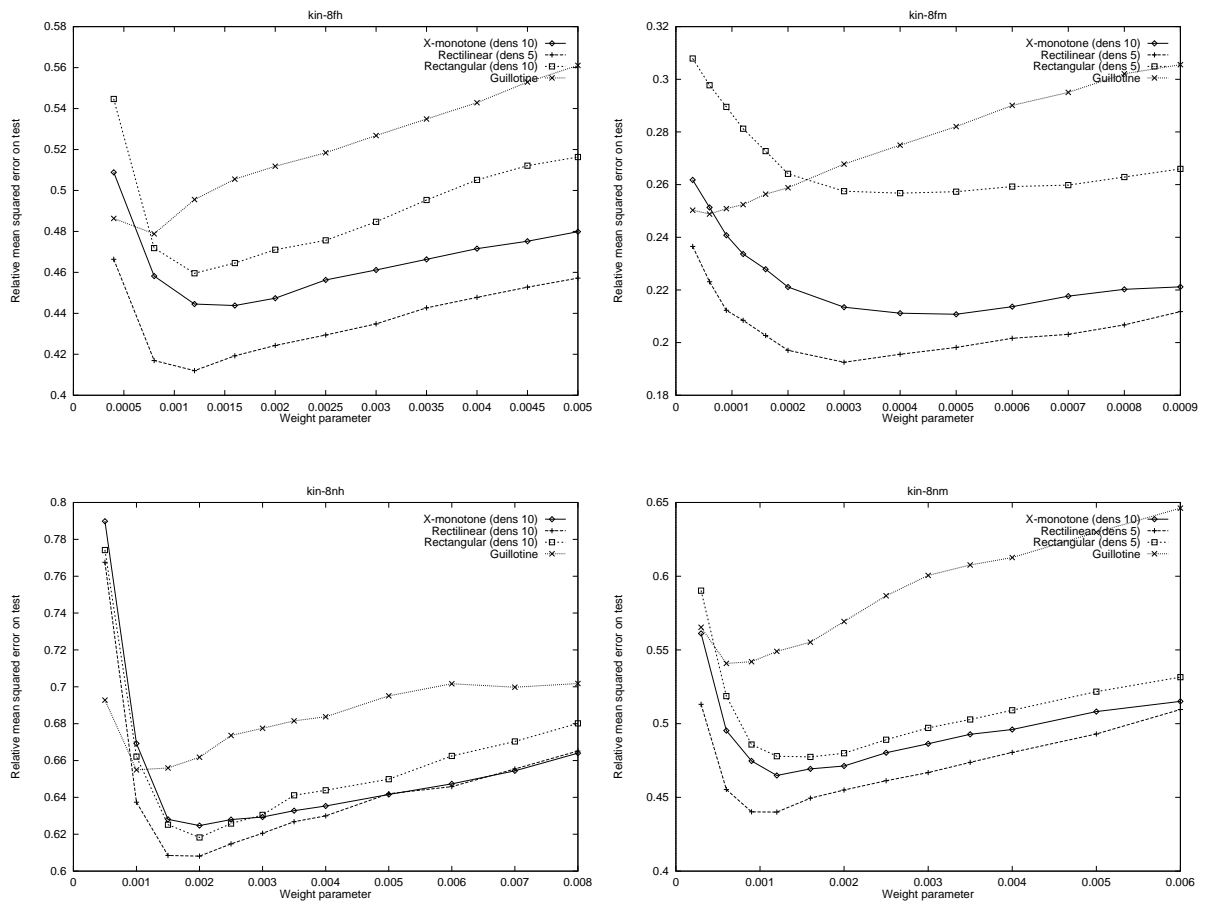 kin-8fh
0.58
0.56
0.54
0.52
0.5
0.48
0.46
0.44
0.42
0.4
Relative mean squared error on test
X-monotone (dens 10)
Rectilinear (dens 5)
Rectangular (dens 10)
Guillotine
0 0.0005 0.001 0.0015 0.002 0.0025 0.003 0.0035 0.004 0.0045 0.005
Weight parameter
kin-8fm
0.32
0.3
0.28
0.26
0.24
0.22
0.2
0.18
Relative mean squared error on test
X-monotone (dens 10)
Rectilinear (dens 5)
Rectangular (dens 5)
Guillotine
0 0.0001 0.0002 0.0003 0.0004 0.0005 0.0006 0.0007 0.0008 0.0009
Weight parameter
kin-8nh
0.8
0.78
0.76
0.74
0.72
0.7
0.68
0.66
0.64
0.62
0.6
Relative mean squared error on test
X-monotone (dens 10)
Rectilinear (dens 10)
Rectangular (dens 10)
Guillotine
0 0.001 0.002 0.003 0.004 0.005 0.006 0.007 0.008
Weight parameter
kin-8nm
0.65
0.6
0.55
0.5
0.45
0.4
Relative mean squared error on test
X-monotone (dens 10)
Rectilinear (dens 5)
Rectangular (dens 5)
Guillotine
0 0.001 0.002 0.003 0.004 0.005 0.006
Weight parameter